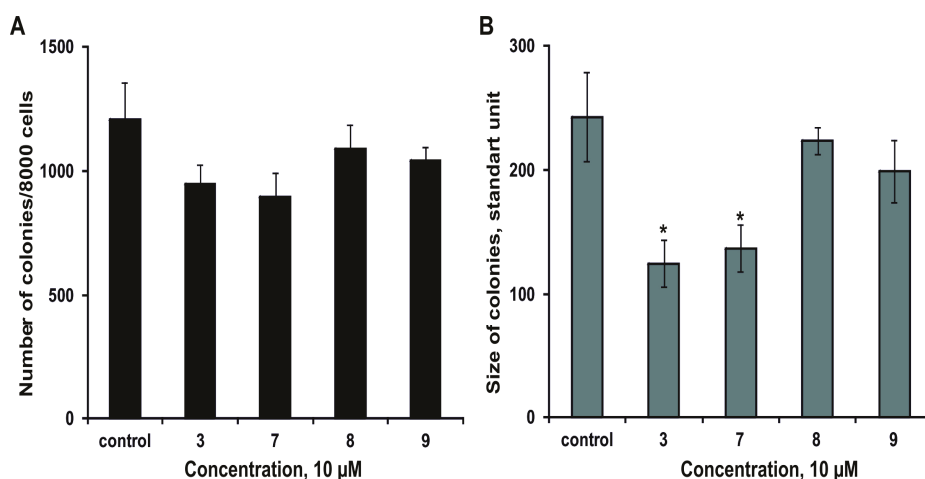 A
Number of colonies/8000 cells
1500
1000
500
0
control 3 7 8 9
Concentration, 10 µM
B
Size of colonies, standart unit
300
200
100
0
* *
control 3 7 8 9
Concentration, 10 µM